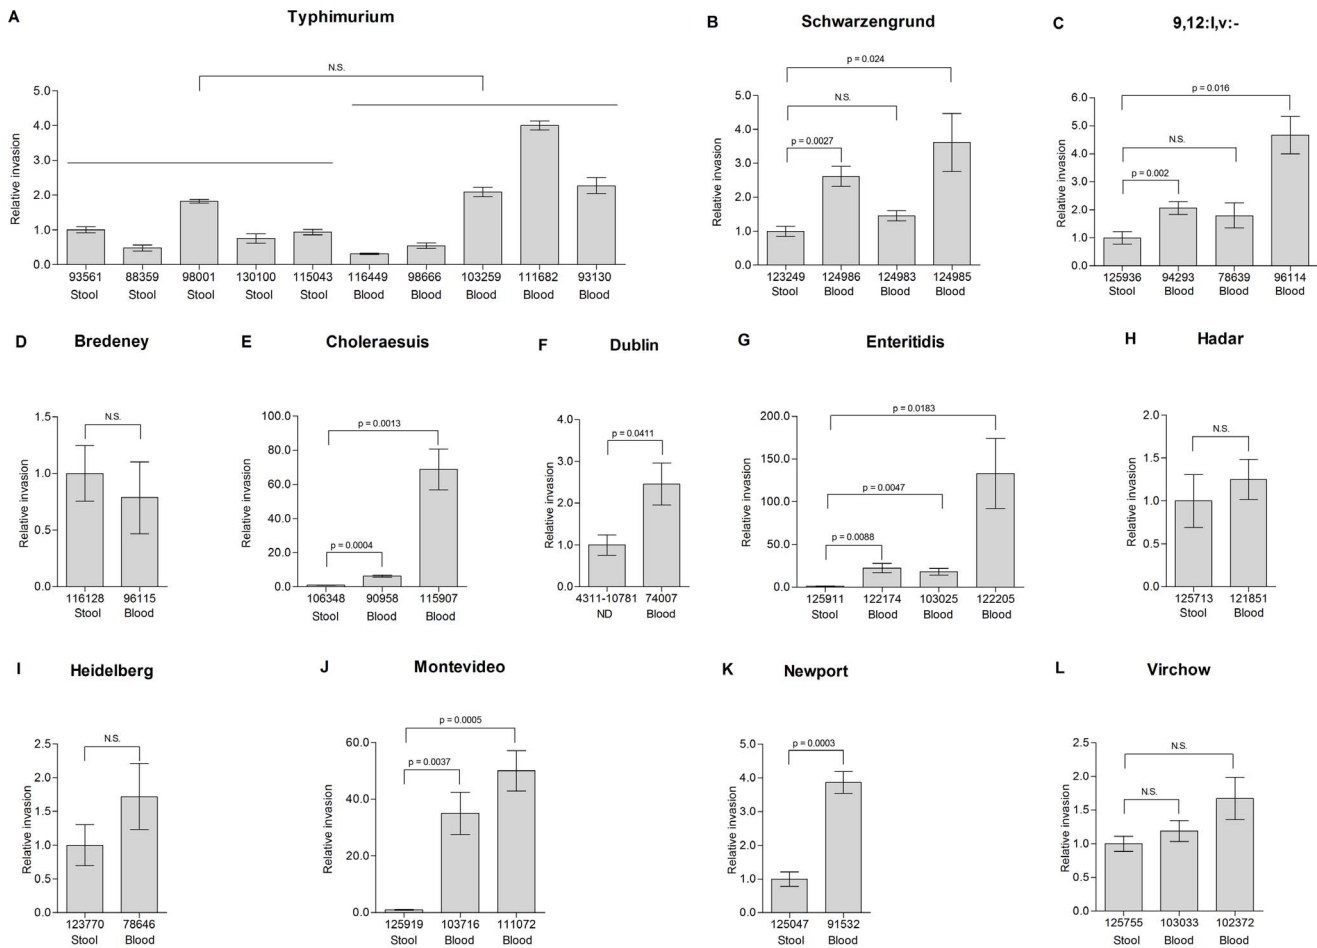 A
Typhimurium
N.S.
Relative invasion
5.0
4.0
3.0
2.0
1.0
0.0
93561 88359 98001 130100 115043 116449 98666 103259 111682 93130
Stool Stool Stool Stool Stool Blood Blood Blood Blood Blood
B
Schwarzengrund
p = 0.024
N.S.
p = 0.0027
Relative invasion
5.0
4.0
3.0
2.0
1.0
0.0
123249 124986 124983 124985
Stool Blood Blood Blood
C
9,12:l,v:-
p = 0.016
N.S.
p = 0.002
Relative invasion
6.0
5.0
4.0
3.0
2.0
1.0
0.0
125936 94293 78639 96114
Stool Blood Blood Blood
D
Bredeney
N.S.
Relative invasion
1.5
1.0
0.5
0.0
116128 96115
Stool Blood
E
Choleraesuis
p = 0.0013
p = 0.0004
Relative invasion
100.0
80.0
60.0
40.0
20.0
0.0
106348 90958 115907
Stool Blood Blood
F
Dublin
p = 0.0411
Relative invasion
4.0
3.0
2.0
1.0
0.0
4311-10781 74007
ND Blood
G
Enteritidis
p = 0.0183
p = 0.0047
p = 0.0088
Relative invasion
200.0
150.0
100.0
50.0
0.0
125911 122174 103025 122205
Stool Blood Blood Blood
H
Hadar
N.S.
Relative invasion
2.0
1.5
1.0
0.5
0.0
125713 121851
Stool Blood
I
Heidelberg
N.S.
Relative invasion
2.5
2.0
1.5
1.0
0.5
0.0
123770 78646
Stool Blood
J
Montevideo
p = 0.0005
p = 0.0037
Relative invasion
60.0
40.0
20.0
0.0
125919 103716 111072
Stool Blood Blood
K
Newport
p = 0.0003
Relative invasion
5.0
4.0
3.0
2.0
1.0
0.0
125047 91532
Stool Blood
L
Virchow
N.S.
N.S.
Relative invasion
2.5
2.0
1.5
1.0
0.5
0.0
125755 103033 102372
Stool Blood Blood